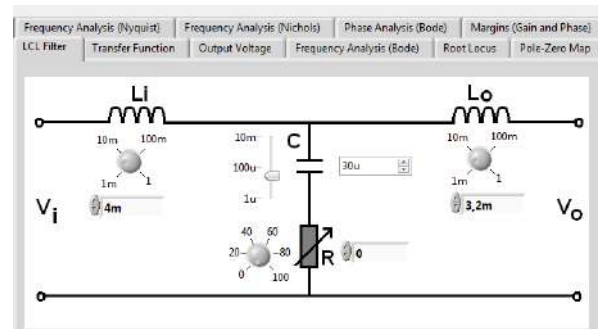 Frequency Analysis (Nyquist) Frequency Analysis (Nichols) Phase Analysis (Bode) Margins (Gain and Phase)
LCL Filter Transfer Function Output Voltage Frequency Analysis (Bode) Root Locus Pole-Zero Map
Li Lo
10m 100m 10m C 10m 100m
100u 30u
1m 1 1u 1m 1
Vi 4m 3,2m Vo
40 60
20 80 R 0
0 100